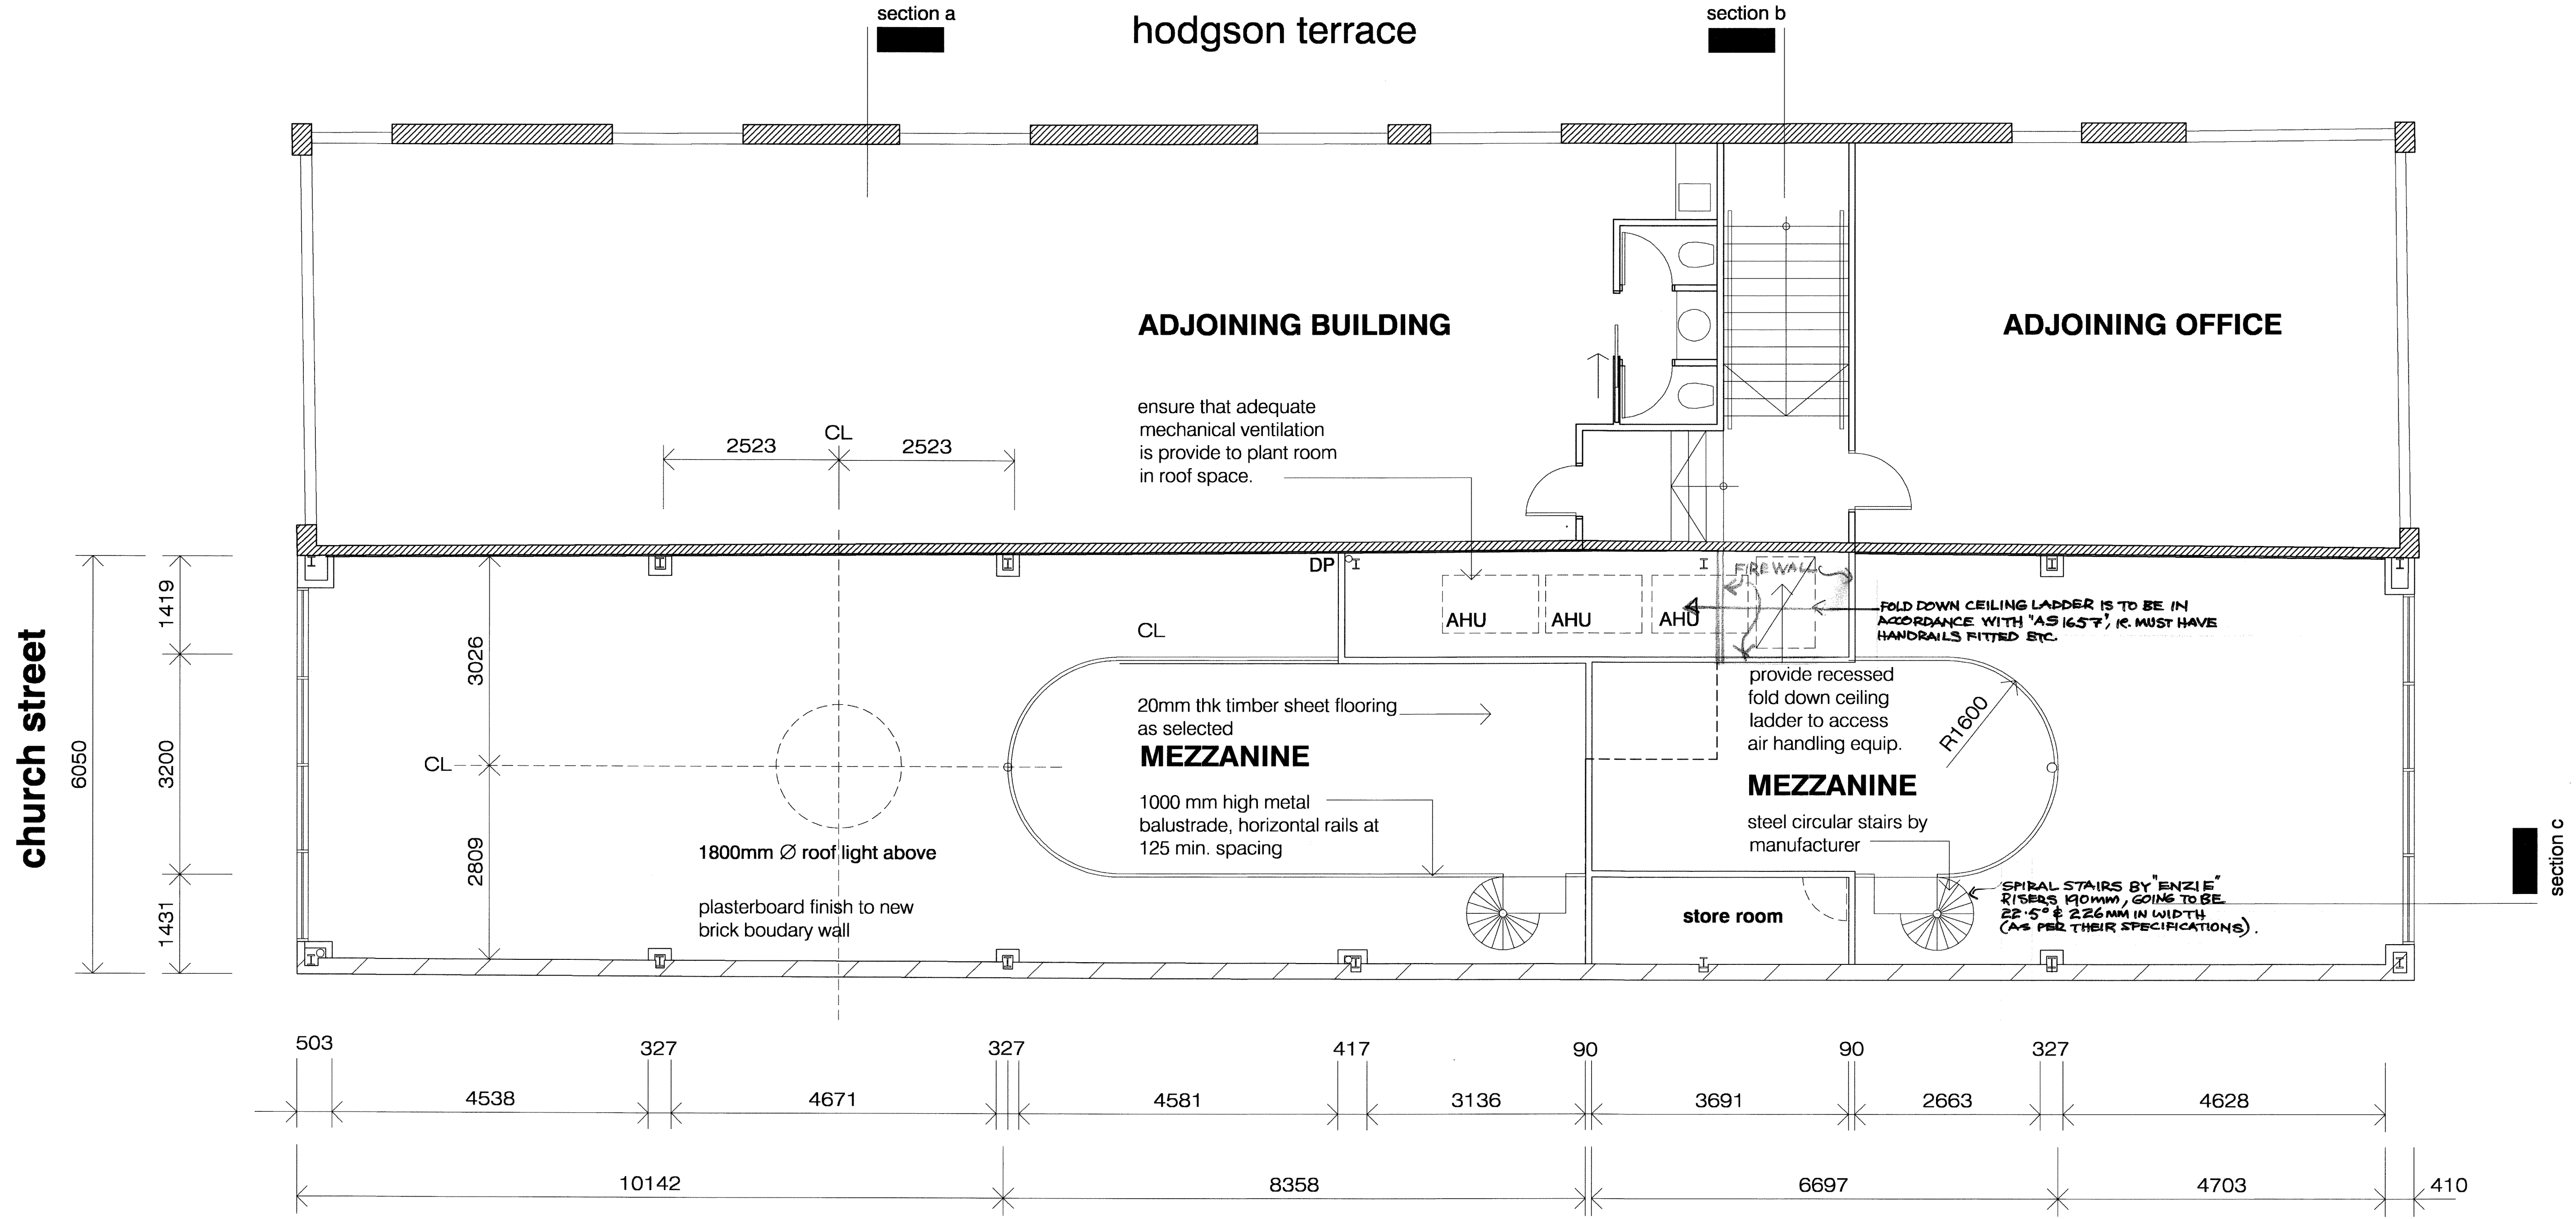 section a
hodgson terrace
section b
ADJOINING BUILDING
ADJOINING OFFICE
ensure that adequate
mechanical ventilation
is provide to plant room
in roof space.
CL
2523
2523
DP
FIREWALL
AHU
AHU
AHU
FOLD DOWN CEILING LADDER IS TO BE IN
ACCORDANCE WITH "AS 1657", ie. MUST HAVE
HANDRAILS FITTED ETC.
church street
6050
1419
3200
1431
3026
2809
CL
CL
20mm thk timber sheet flooring
as selected
MEZZANINE
1000 mm high metal
balustrade, horizontal rails at
125 min. spacing
provide recessed
fold down ceiling
ladder to access
air handling equip.
MEZZANINE
steel circular stairs by
manufacturer
R1600
1800mm Ø roof light above
plasterboard finish to new
brick boudary wall
store room
SPIRAL STAIRS BY "ENZIE"
RISERS 190mm, GOING TO BE
22.5° & 226MM IN WIDTH
(AS PER THEIR SPECIFICATIONS).
section c
503
327
327
417
90
90
327
4538
4671
4581
3136
3691
2663
4628
10142
8358
6697
4703
410